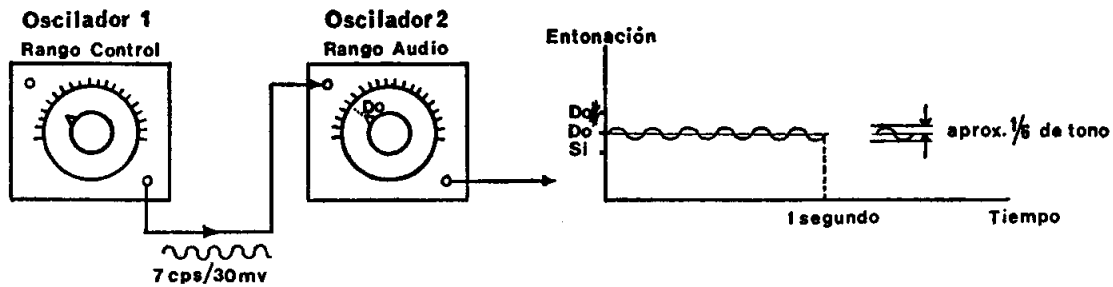 Oscilador 1
Rango Control
Oscilador 2
Rango Audio
Do
7 cps/30mv
Entonación
Do#
Do
Si
1 segundo
Tiempo
aprox. 1/6 de tono